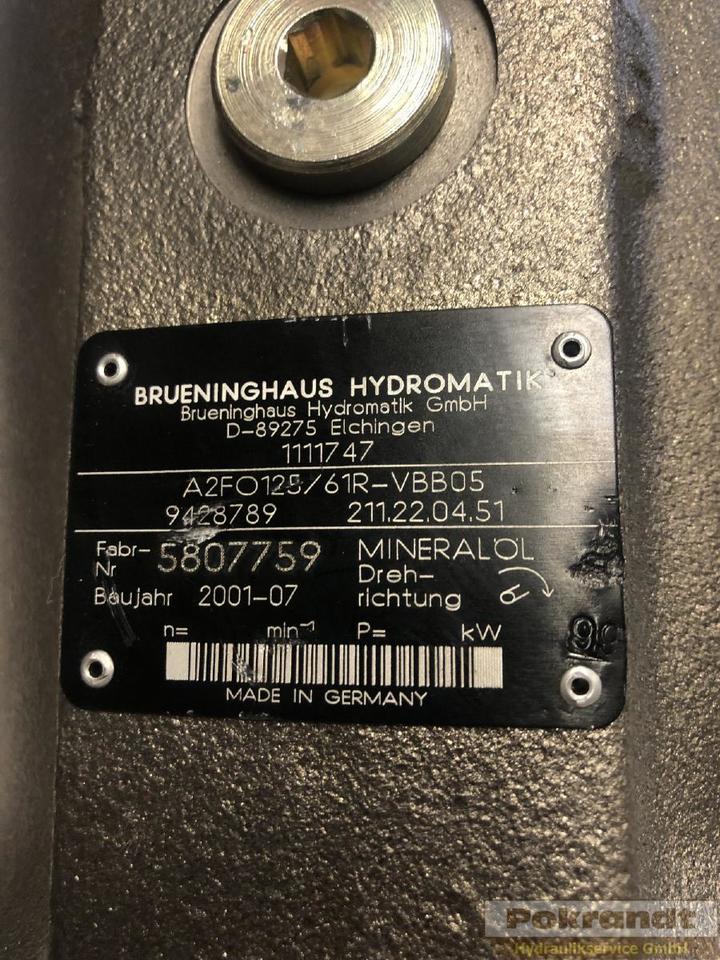 BRUENINGHAUS HYDROMATIK
Brueninghaus Hydromatik GmbH
D-89275 Elchingen
1111747
A2FO125/61R-VBB05
9428789 211.22.04.51
Fabr-Nr 5807759 MINERALÖL
Baujahr 2001-07 Dreh-
richtung
n= min⁻¹ P= kW
MADE IN GERMANY
Pokrandt
Hydraulikservice GmbH